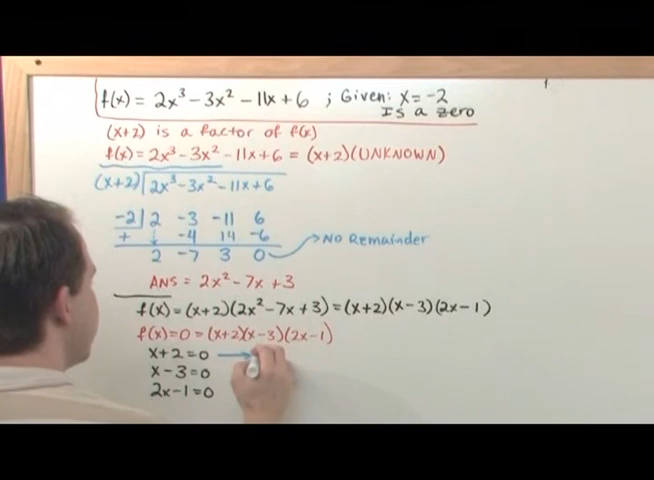 f(x) = 2x³ - 3x² - 11x + 6 ; Given: x = -2
Is a zero
(x+2) is a factor of f(x)
f(x) = 2x³ - 3x² - 11x + 6 = (x+2)(UNKNOWN)
(x+2) 2x³ - 3x² - 11x + 6
-2 2 -3 -11 6
+ ↓ -4 14 -6 → No Remainder
2 -7 3 0
ANS = 2x² - 7x + 3
f(x) = (x+2)(2x² - 7x + 3) = (x+2)(x-3)(2x-1)
f(x) = 0 = (x+2)(x-3)(2x-1)
x + 2 = 0 →
x - 3 = 0
2x - 1 = 0